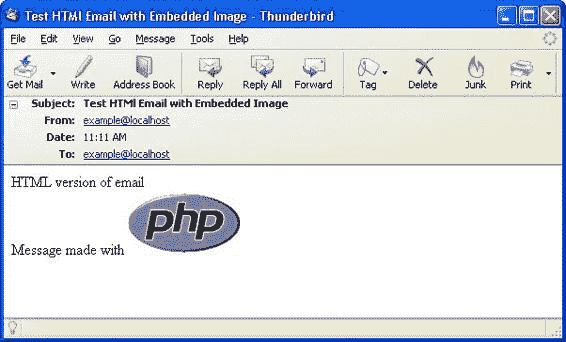 Test HTMl Email with Embedded Image - Thunderbird
File Edit View Go Message Tools Help
Get Mail Write Address Book Reply Reply All Forward Tag Delete Junk Print
Subject: Test HTMl Email with Embedded Image
From: example@localhost
Date: 11:11 AM
To: example@localhost
HTML version of email
Message made with php